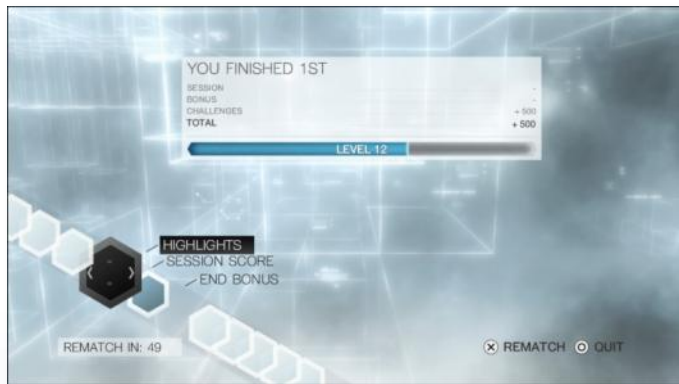 YOU FINISHED 1ST
SESSION -
BONUS -
CHALLENGES + 500
TOTAL + 500
LEVEL 12
HIGHLIGHTS
SESSION SCORE
END BONUS
REMATCH IN: 49
REMATCH QUIT